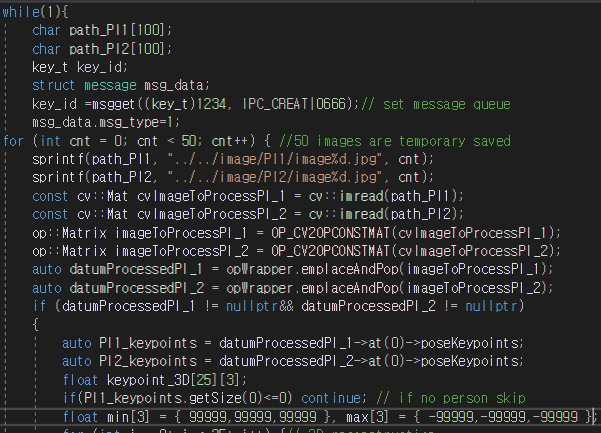 while(1){
char path_PI1[100];
char path_PI2[100];
key_t key_id;
struct message msg_data;
key_id =msgget((key_t)1234, IPC_CREAT|0666);// set message queue
msg_data.msg_type=1;
for (int cnt = 0; cnt < 50; cnt++) { //50 images are temporary saved
sprintf(path_PI1, "../../image/PI1/image%d.jpg", cnt);
sprintf(path_PI2, "../../image/PI2/image%d.jpg", cnt);
const cv::Mat cvImageToProcessPI_1 = cv::imread(path_PI1);
const cv::Mat cvImageToProcessPI_2 = cv::imread(path_PI2);
op::Matrix imageToProcessPI_1 = OP_CV2OPCONSTMAT(cvImageToProcessPI_1);
op::Matrix imageToProcessPI_2 = OP_CV2OPCONSTMAT(cvImageToProcessPI_2);
auto datumProcessedPI_1 = opWrapper.emplaceAndPop(imageToProcessPI_1);
auto datumProcessedPI_2 = opWrapper.emplaceAndPop(imageToProcessPI_2);
if (datumProcessedPI_1 != nullptr&& datumProcessedPI_2 != nullptr)
{
auto PI1_keypoints = datumProcessedPI_1->at(0)->poseKeypoints;
auto PI2_keypoints = datumProcessedPI_2->at(0)->poseKeypoints;
float keypoint_3D[25][3];
if(PI1_keypoints.getSize(0)<=0) continue; // if no person skip
float min[3] = { 99999,99999,99999 }, max[3] = { -99999,-99999,-99999 };